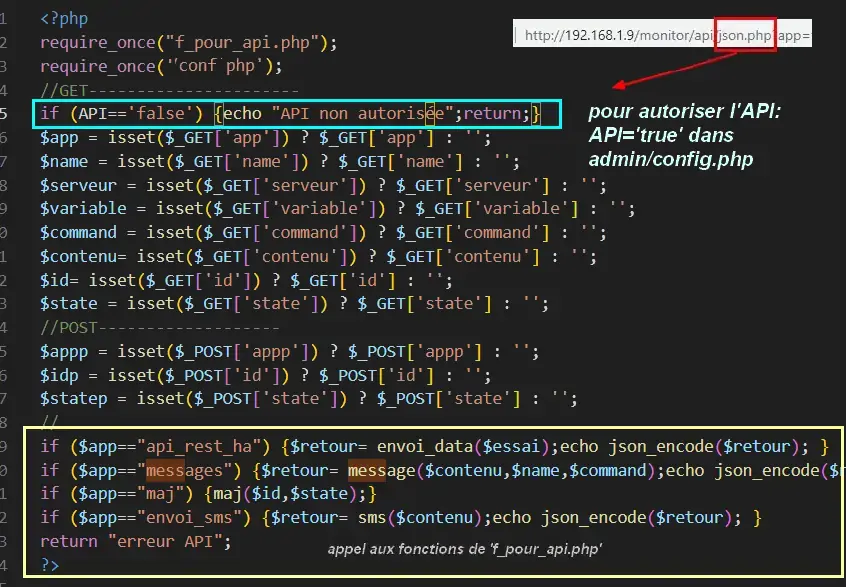 1 <?php
http://192.168.1.9/monitor/api/json.php?app=
2 require_once("f_pour_api.php");
3 require_once('conf php');
4 //GET----------------------
5 if (API=='false') {echo "API non autorisée";return;}
pour autoriser l'API:
API='true' dans
admin/config.php
6 $app = isset($_GET['app']) ? $_GET['app'] : '';
7 $name = isset($_GET['name']) ? $_GET['name'] : '';
8 $serveur = isset($_GET['serveur']) ? $_GET['serveur'] : '';
9 $variable = isset($_GET['variable']) ? $_GET['variable'] : '';
0 $command = isset($_GET['command']) ? $_GET['command'] : '';
1 $contenu= isset($_GET['contenu']) ? $_GET['contenu'] : '';
2 $id= isset($_GET['id']) ? $_GET['id'] : '';
3 $state = isset($_GET['state']) ? $_GET['state'] : '';
4 //POST-------------------
5 $appp = isset($_POST['appp']) ? $_POST['appp'] : '';
6 $idp = isset($_POST['id']) ? $_POST['id'] : '';
7 $statep = isset($_POST['state']) ? $_POST['state'] : '';
8 //
9 if ($app=="api_rest_ha") {$retour= envoi_data($essai);echo json_encode($retour); }
0 if ($app=="messages") {$retour= message($contenu,$name,$command);echo json_encode($r
1 if ($app=="maj") {maj($id,$state);}
2 if ($app=="envoi_sms") {$retour= sms($contenu);echo json_encode($retour); }
3 return "erreur API";
appel aux fonctions de 'f_pour_api.php'
4 ?>